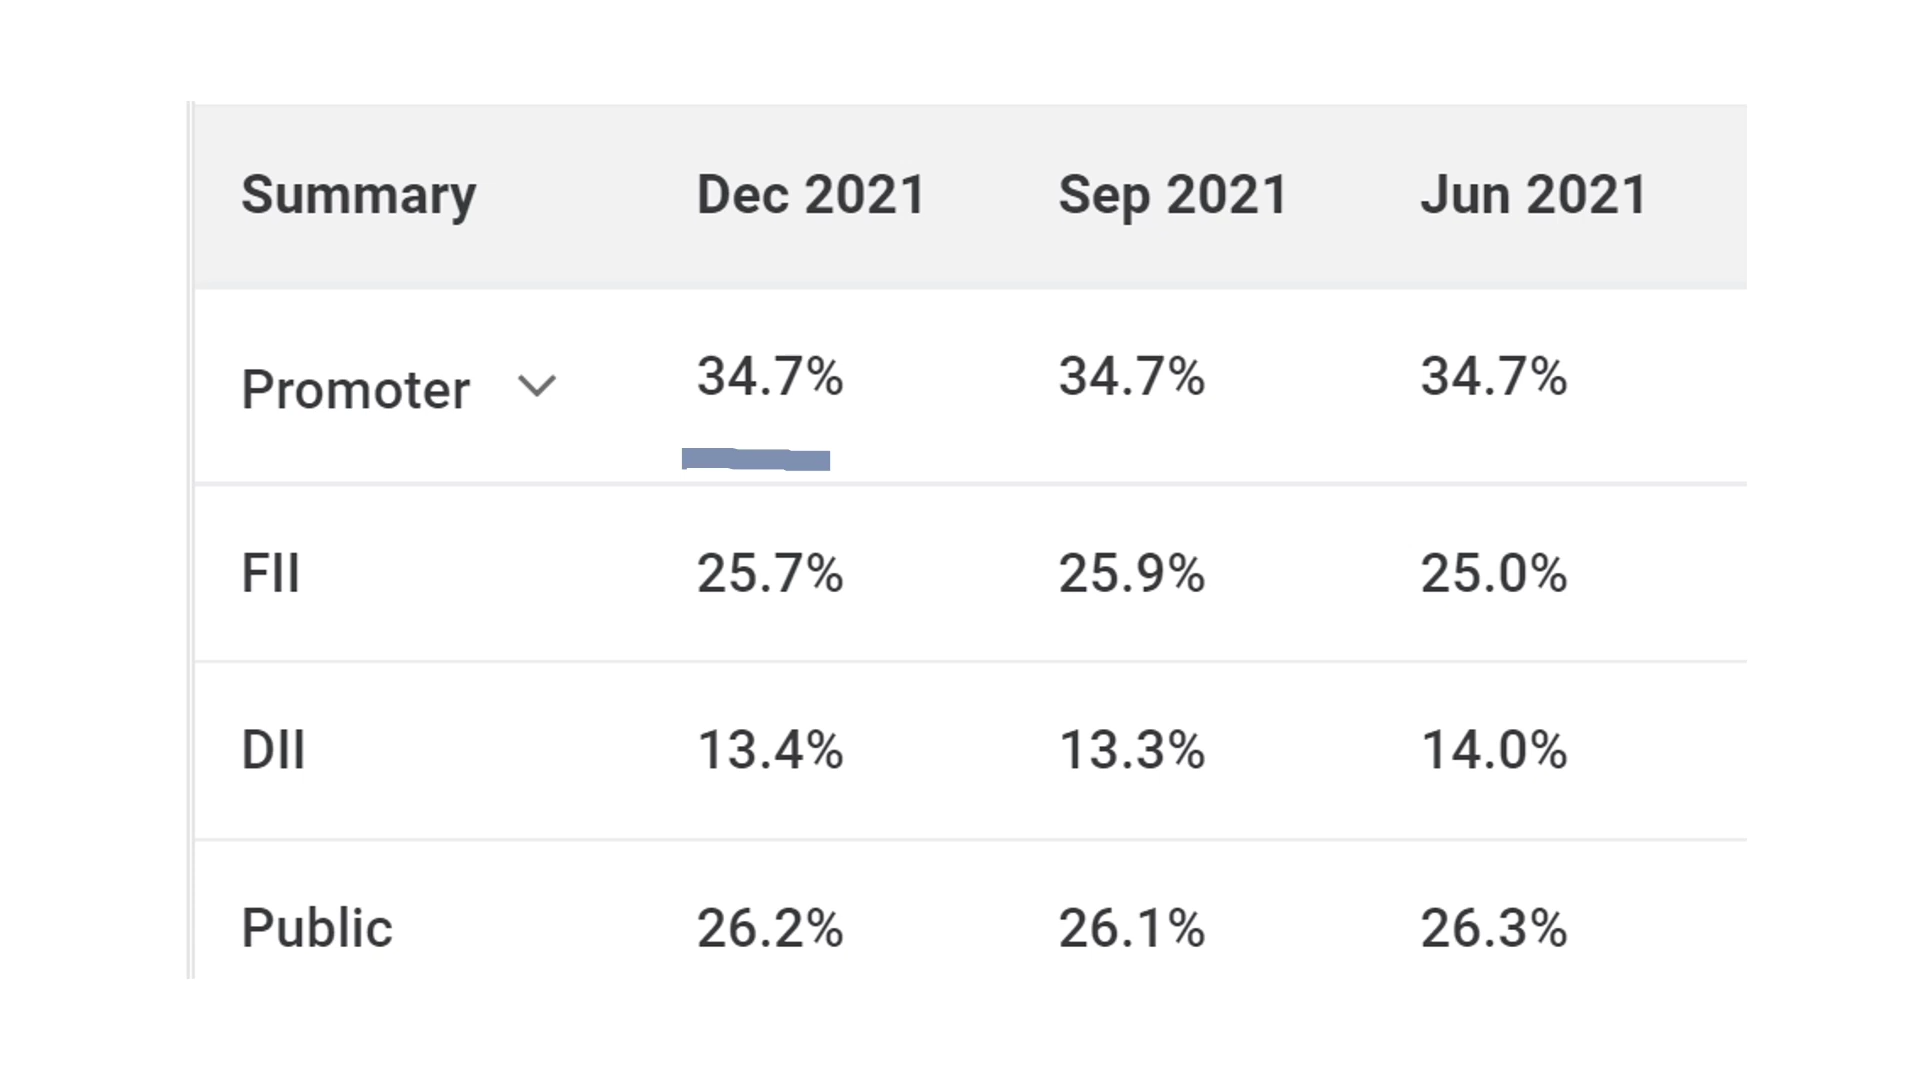 Summary Dec 2021 Sep 2021 Jun 2021
Promoter 34.7% 34.7% 34.7%
FII 25.7% 25.9% 25.0%
DII 13.4% 13.3% 14.0%
Public 26.2% 26.1% 26.3%